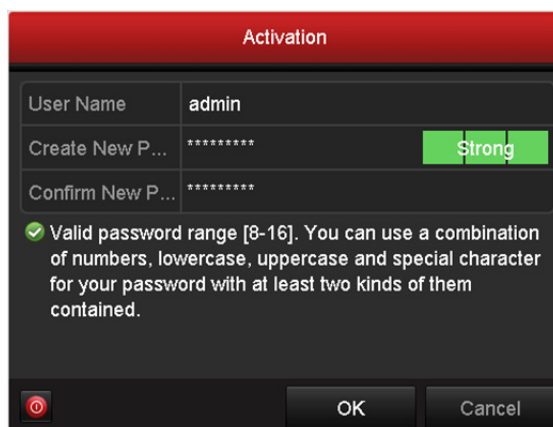 Activation
User Name admin
Create New P... ********* Strong
Confirm New P... *********
Valid password range [8-16]. You can use a combination
of numbers, lowercase, uppercase and special character
for your password with at least two kinds of them
contained.
OK Cancel